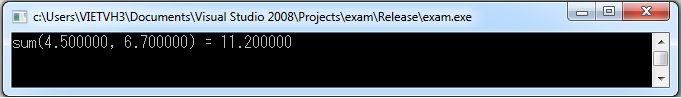 c:\Users\VIETVH3\Documents\Visual Studio 2008\Projects\exam\Release\exam.exe
sum(4.500000, 6.700000) = 11.200000